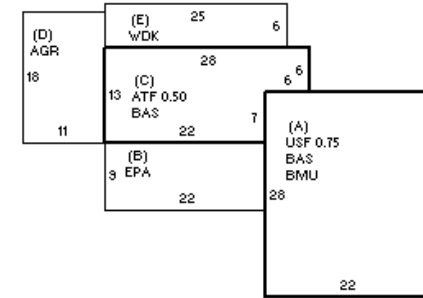 (D)
AGR
18
11
(E)
WDK
25
6
28
6
6
(C)
ATF 0.50
BAS
13
7
22
(B)
EPA
9
22
(A)
USF 0.75
BAS
BMU
28
22